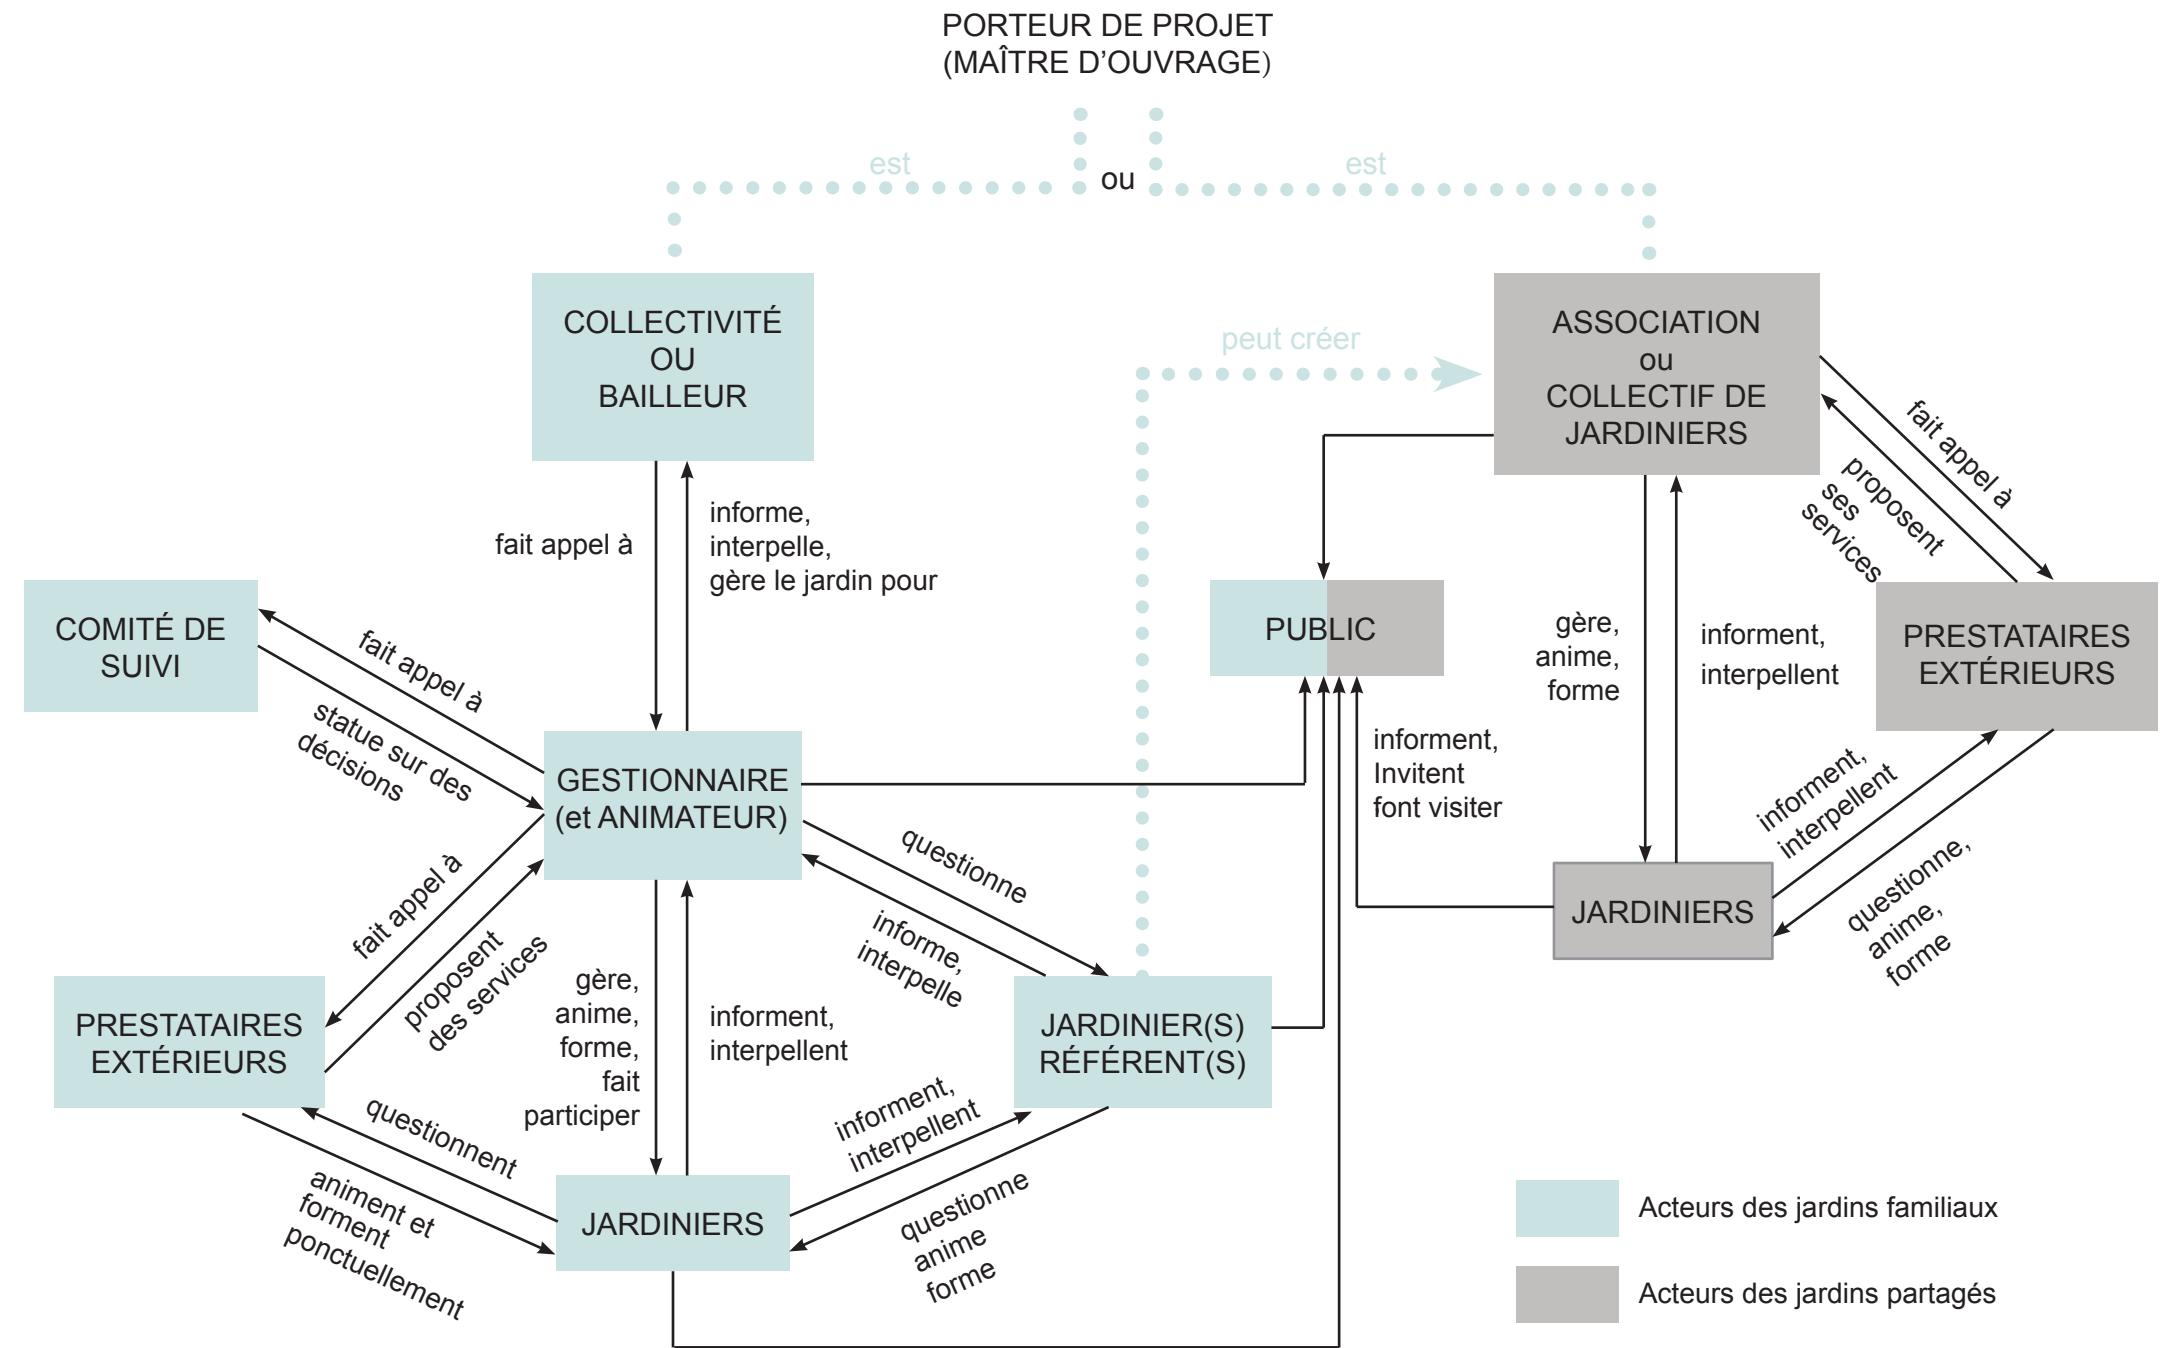 PORTEUR DE PROJET
(MAÎTRE D'OUVRAGE)
est
ou
est
COLLECTIVITÉ
OU
BAILLEUR
peut créer
ASSOCIATION
ou
COLLECTIF DE
JARDINIERS
fait appel à
informe,
interpelle,
gère le jardin pour
fait appel à
proposent
ses
services
COMITÉ DE
SUIVI
fait appel à
statue sur des
décisions
PUBLIC
gère,
anime,
forme
informent,
interpellent
PRESTATAIRES
EXTÉRIEURS
GESTIONNAIRE
(et ANIMATEUR)
informent,
Invitent
font visiter
informent,
interpellent
questionne,
anime,
forme
JARDINIERS
fait appel à
proposent
des services
questionne
informe,
interpelle
PRESTATAIRES
EXTÉRIEURS
gère,
anime,
forme,
fait
participer
informent,
interpellent
JARDINIER(S)
RÉFÉRENT(S)
questionnent
animent et
forment
ponctuellement
informent,
interpellent
questionne
anime
forme
JARDINIERS
Acteurs des jardins familiaux
Acteurs des jardins partagés